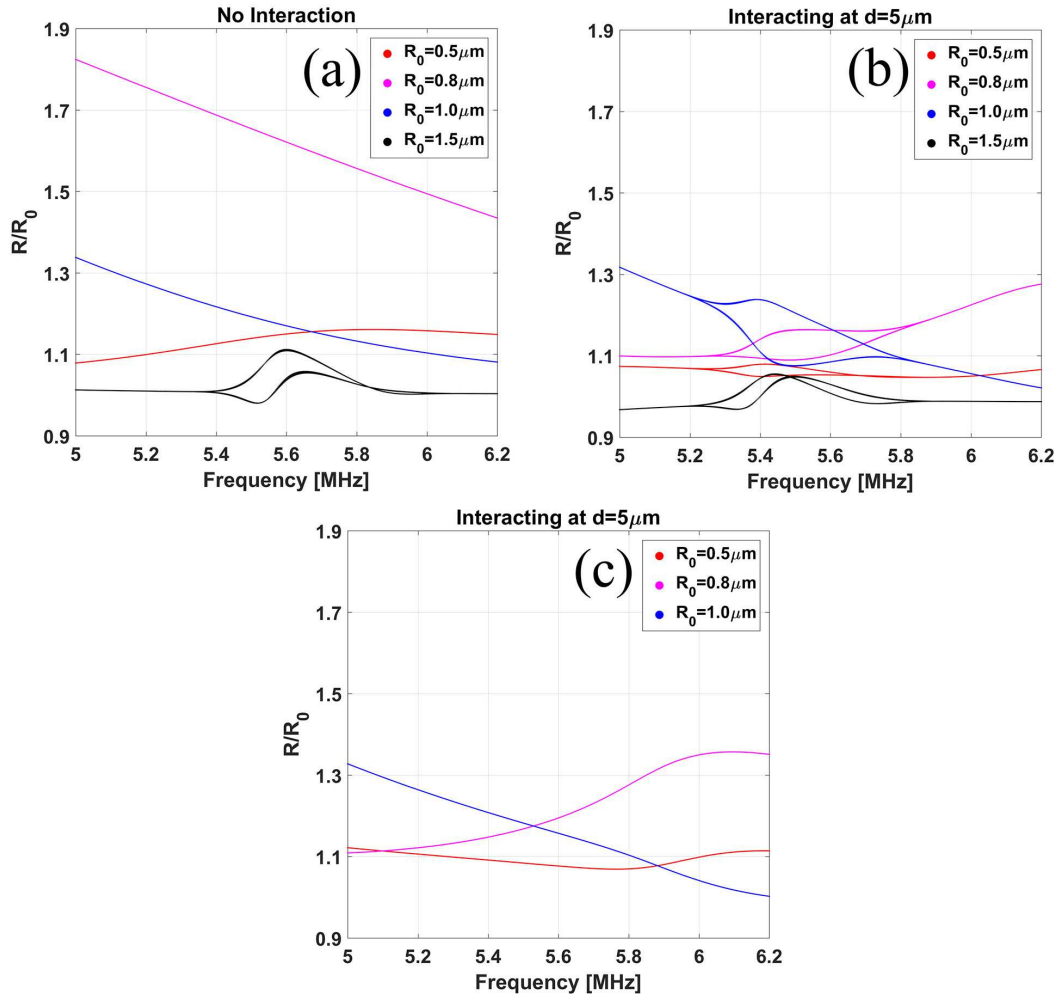 No Interaction
(a)
R0=0.5μm
R0=0.8μm
R0=1.0μm
R0=1.5μm
1.9
1.7
1.5
1.3
1.1
0.9
R/R0
5 5.2 5.4 5.6 5.8 6 6.2
Frequency [MHz]
Interacting at d=5μm
(b)
R0=0.5μm
R0=0.8μm
R0=1.0μm
R0=1.5μm
1.9
1.7
1.5
1.3
1.1
0.9
R/R0
5 5.2 5.4 5.6 5.8 6 6.2
Frequency [MHz]
Interacting at d=5μm
(c)
R0=0.5μm
R0=0.8μm
R0=1.0μm
1.9
1.7
1.5
1.3
1.1
0.9
R/R0
5 5.2 5.4 5.6 5.8 6 6.2
Frequency [MHz]